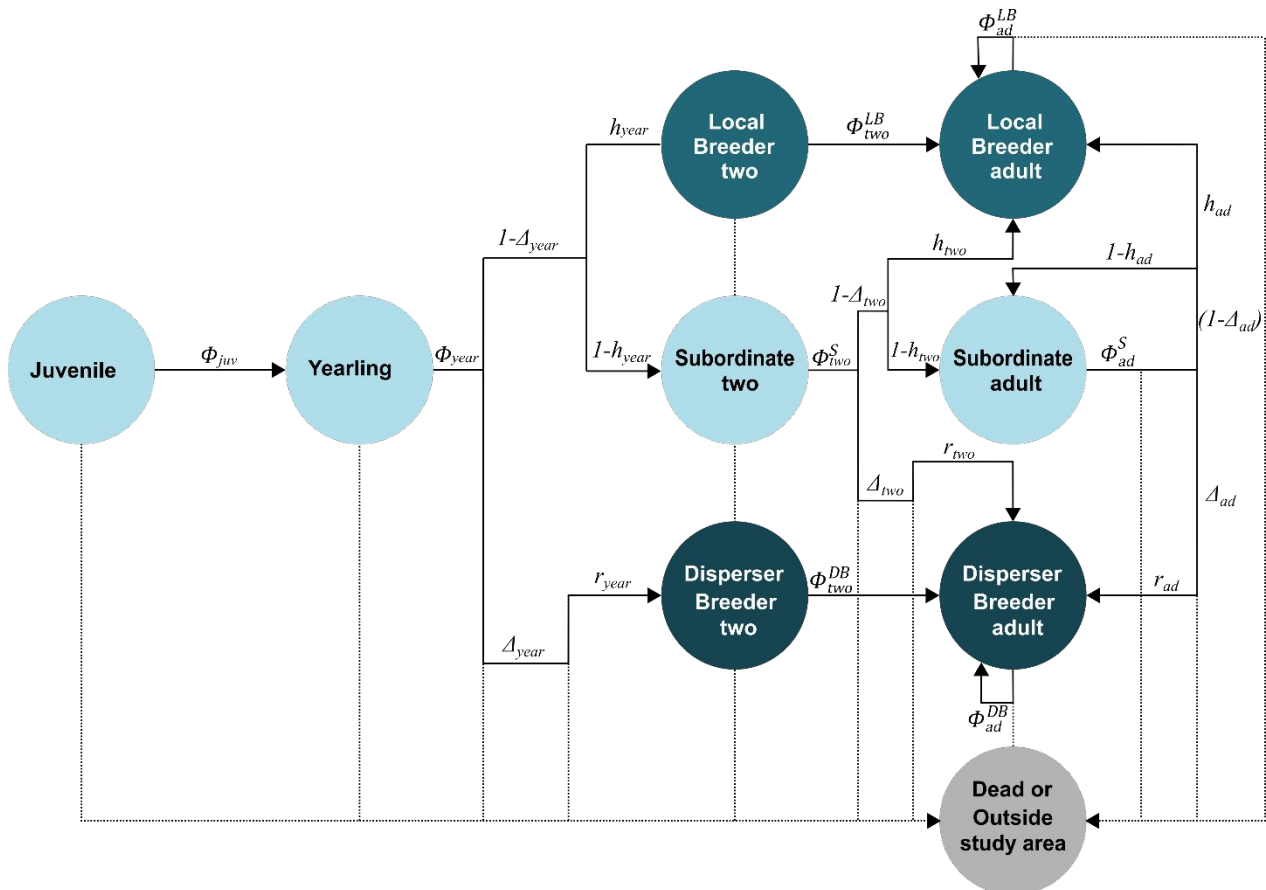 Φ_ad^LB
h_year
Local
Breeder
two
Φ_two^LB
Local
Breeder
adult
h_ad
1-Δ_year
h_two
1-h_ad
1-Δ_two
(1-Δ_ad)
Juvenile
Φ_juv
Yearling
Φ_year
1-h_year
Subordinate
two
Φ_two^S
1-h_two
Subordinate
adult
Φ_ad^S
r_two
Δ_two
Δ_ad
r_year
Disperser
Breeder
two
Φ_two^DB
Disperser
Breeder
adult
r_ad
Δ_year
Φ_ad^DB
Dead or
Outside
study area